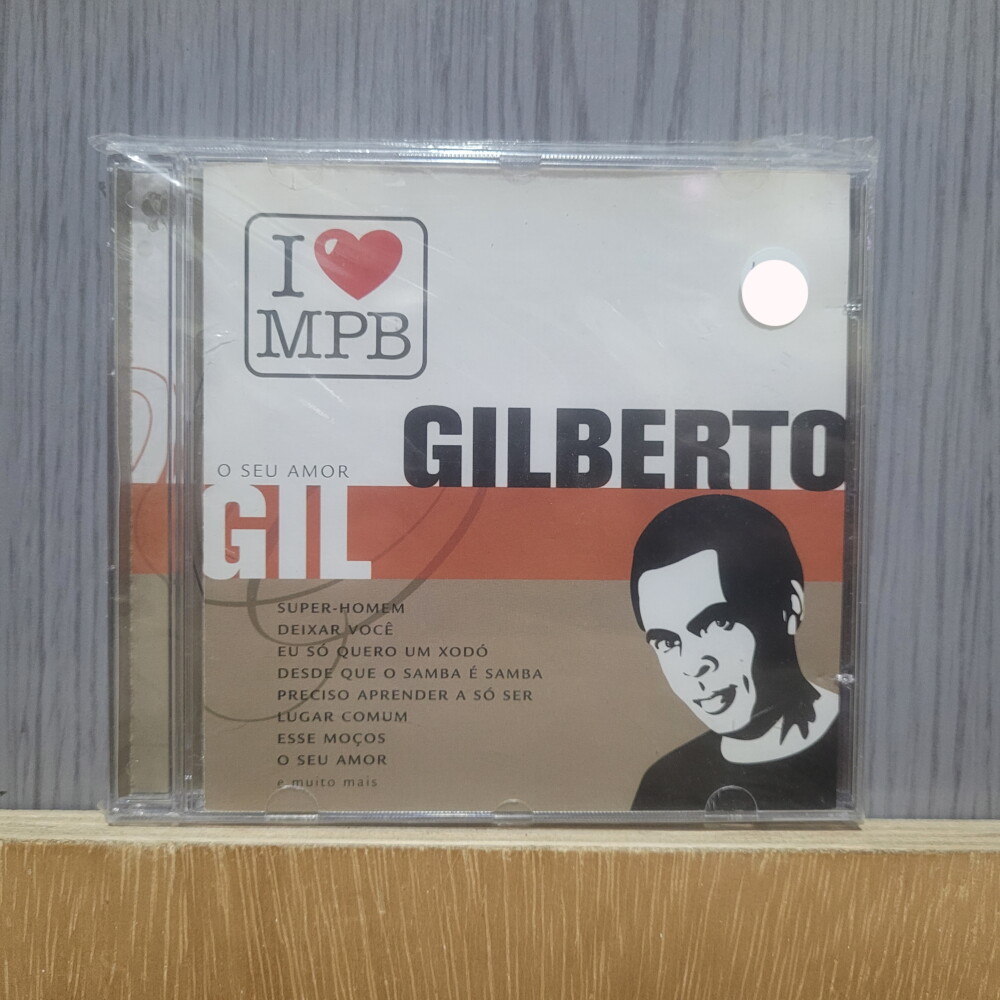 I ❤ MPB
GILBERTO
O SEU AMOR
GIL
SUPER-HOMEM
DEIXAR VOCÊ
EU SÓ QUERO UM XODÓ
DESDE QUE O SAMBA É SAMBA
PRECISO APRENDER A SÓ SER
LUGAR COMUM
ESSE MOÇOS
O SEU AMOR
e muito mais